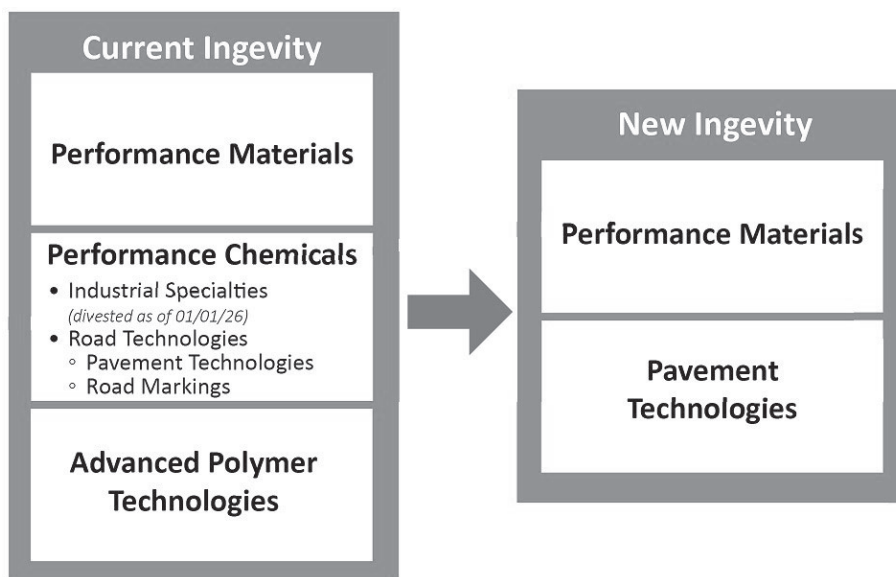 Current Ingevity
Performance Materials
Performance Chemicals
• Industrial Specialties
(divested as of 01/01/26)
• Road Technologies
◦ Pavement Technologies
◦ Road Markings
Advanced Polymer
Technologies
New Ingevity
Performance Materials
Pavement
Technologies